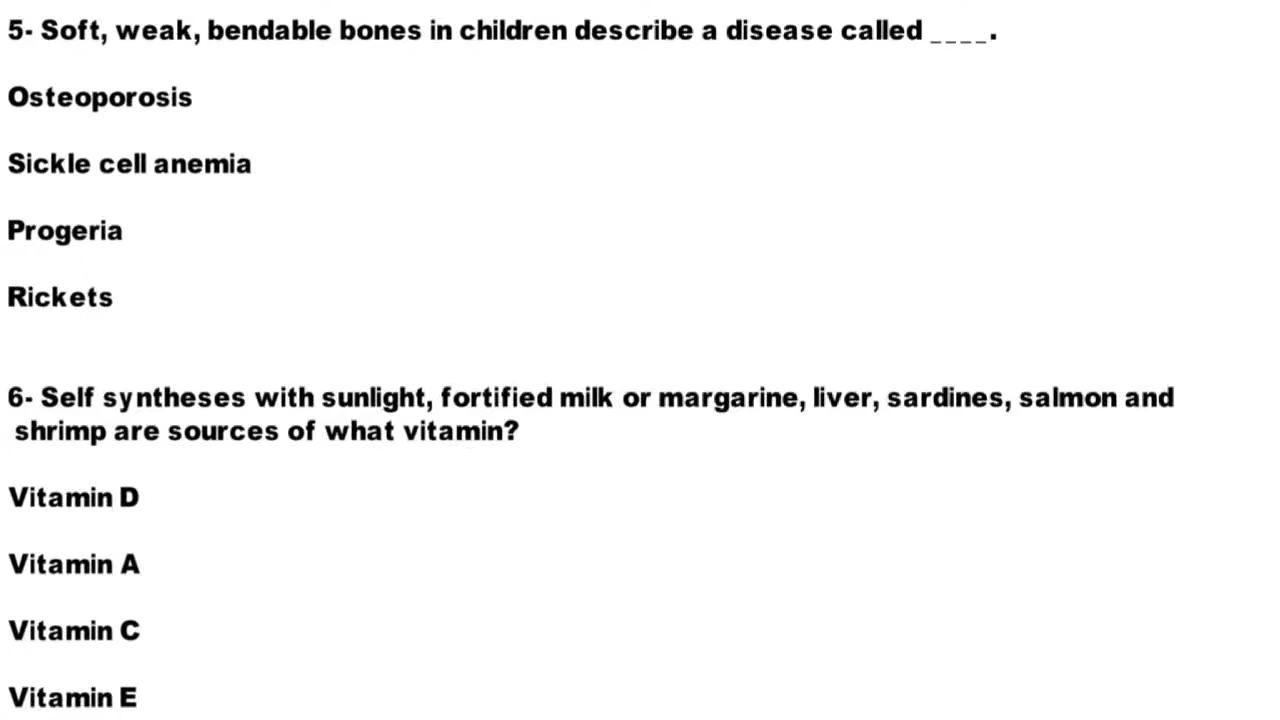 5- Soft, weak, bendable bones in children describe a disease called ____.
Osteoporosis
Sickle cell anemia
Progeria
Rickets
6- Self syntheses with sunlight, fortified milk or margarine, liver, sardines, salmon and
shrimp are sources of what vitamin?
Vitamin D
Vitamin A
Vitamin C
Vitamin E